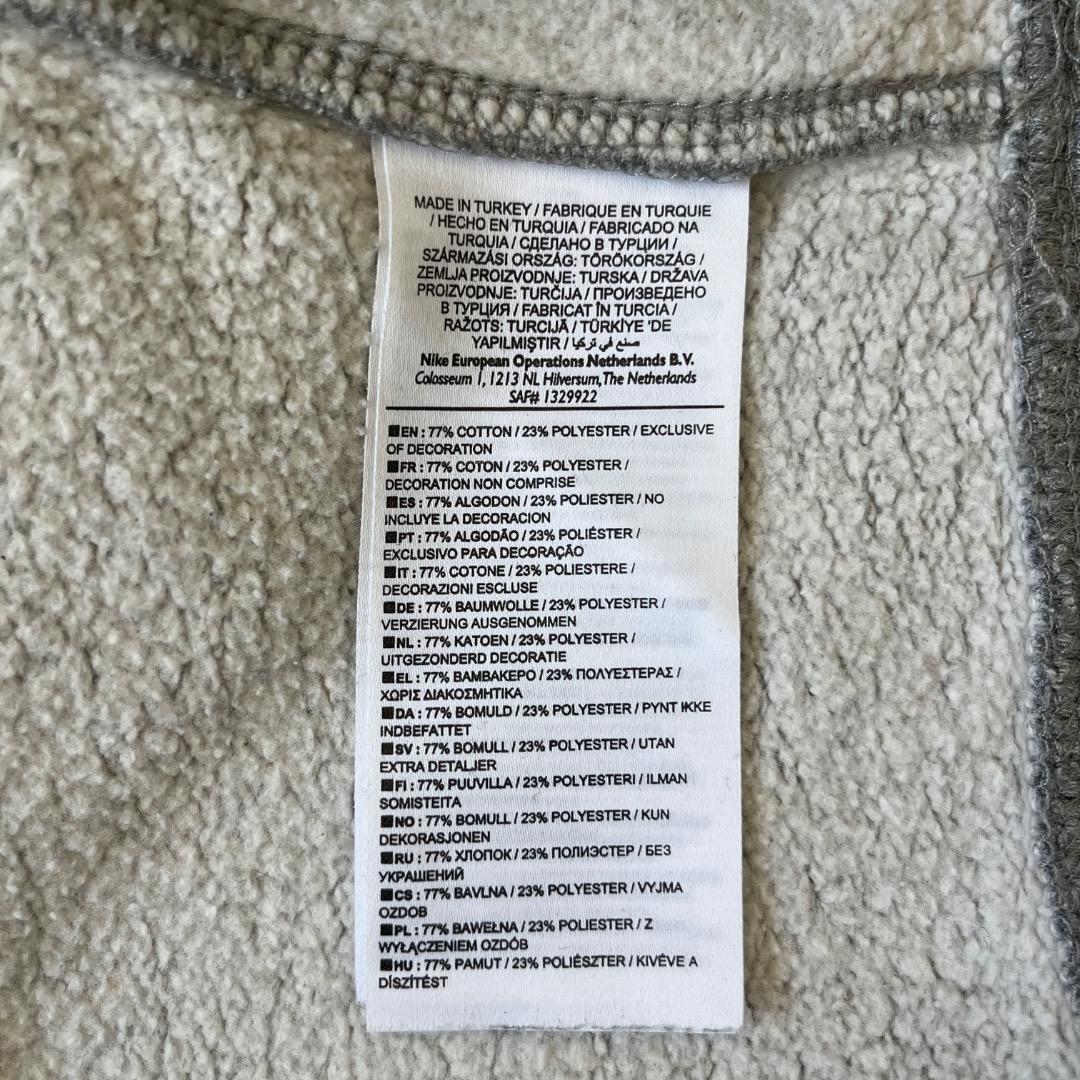 MADE IN TURKEY / FABRIQUE EN TURQUIE
/ HECHO EN TURQUIA / FABRICADO NA
TURQUIA / СДЕЛАНО В ТУРЦИИ /
SZÁRMAZÁSI ORSZÁG: TÖRÖKORSZÁG /
ZEMLJA PROIZVODNJE: TURSKA / DRŽAVA
PROIZVODNJE: TURČIJA / ПРОИЗВЕДЕНО
В ТУРЦИЯ / FABRICAT ÎN TURCIA /
RAŽOTS: TURCIJĀ / TÜRKİYE 'DE
YAPILMIŞTIR / صنع في تركيا
Nike European Operations Netherlands B.V.
Colosseum 1, 1213 NL Hilversum, The Netherlands
SAF# 1329922
EN : 77% COTTON / 23% POLYESTER / EXCLUSIVE
OF DECORATION
FR : 77% COTON / 23% POLYESTER /
DECORATION NON COMPRISE
ES : 77% ALGODON / 23% POLIESTER / NO
INCLUYE LA DECORACION
PT : 77% ALGODÃO / 23% POLIÉSTER /
EXCLUSIVO PARA DECORAÇÃO
IT : 77% COTONE / 23% POLIESTERE /
DECORAZIONI ESCLUSE
DE : 77% BAUMWOLLE / 23% POLYESTER /
VERZIERUNG AUSGENOMMEN
NL : 77% KATOEN / 23% POLYESTER /
UITGEZONDERD DECORATIE
EL : 77% ΒΑΜΒΑΚΕΡΟ / 23% ΠΟΛΥΕΣΤΕΡΑΣ /
ΧΩΡΙΣ ΔΙΑΚΟΣΜΗΤΙΚΑ
DA : 77% BOMULD / 23% POLYESTER / PYNT IKKE
INDBEFATTET
SV : 77% BOMULL / 23% POLYESTER / UTAN
EXTRA DETALJER
FI : 77% PUUVILLA / 23% POLYESTERI / ILMAN
SOMISTEITA
NO : 77% BOMULL / 23% POLYESTER / KUN
DEKORASJONEN
RU : 77% ХЛОПОК / 23% ПОЛИЭСТЕР / БЕЗ
УКРАШЕНИЙ
CS : 77% BAVLNA / 23% POLYESTER / VYJMA
OZDOB
PL : 77% BAWEŁNA / 23% POLIESTER / Z
WYŁĄCZENIEM OZDÓB
HU : 77% PAMUT / 23% POLIÉSZTER / KIVÉVE A
DÍSZÍTÉST